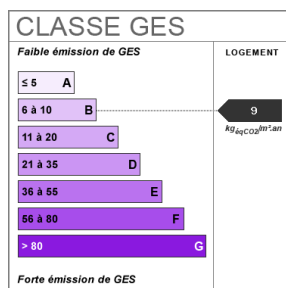 CLASSE GES
Faible émission de GES
LOGEMENT
≤ 5 A
6 à 10 B
9
kgéqCO2/m².an
11 à 20 C
21 à 35 D
36 à 55 E
56 à 80 F
> 80 G
Forte émission de GES